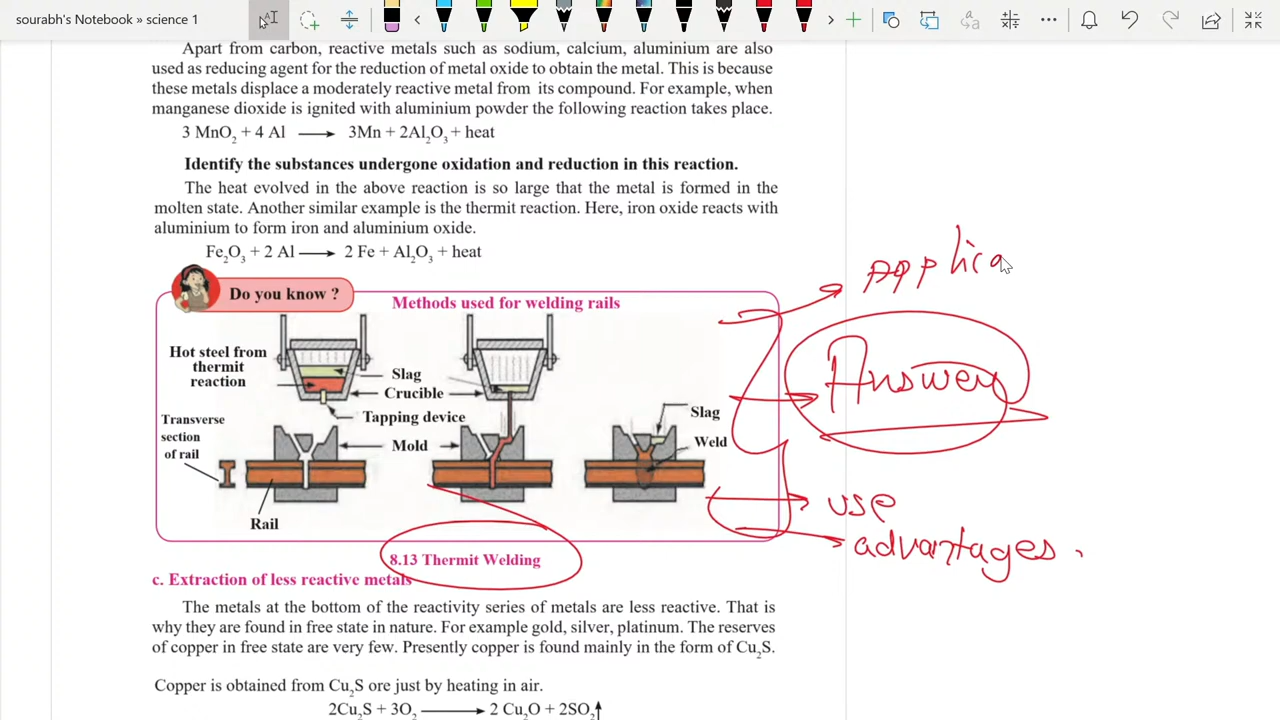 sourabh's Notebook » science 1
Apart from carbon, reactive metals such as sodium, calcium, aluminium are also
used as reducing agent for the reduction of metal oxide to obtain the metal. This is because
these metals displace a moderately reactive metal from its compound. For example, when
manganese dioxide is ignited with aluminium powder the following reaction takes place.
3 MnO₂ + 4 Al ⟶ 3Mn + 2Al₂O₃ + heat
Identify the substances undergone oxidation and reduction in this reaction.
The heat evolved in the above reaction is so large that the metal is formed in the
molten state. Another similar example is the thermit reaction. Here, iron oxide reacts with
aluminium to form iron and aluminium oxide.
Fe₂O₃ + 2 Al ⟶ 2 Fe + Al₂O₃ + heat
Do you know ?
Methods used for welding rails
Hot steel from
thermit
reaction
Slag
Crucible
Tapping device
Mold
Transverse
section
of rail
Rail
Slag
Weld
8.13 Thermit Welding
Applica
Answer
use
advantages.
c. Extraction of less reactive metals
The metals at the bottom of the reactivity series of metals are less reactive. That is
why they are found in free state in nature. For example gold, silver, platinum. The reserves
of copper in free state are very few. Presently copper is found mainly in the form of Cu₂S.
Copper is obtained from Cu₂S ore just by heating in air.
2Cu₂S + 3O₂ ⟶ 2 Cu₂O + 2SO₂↑